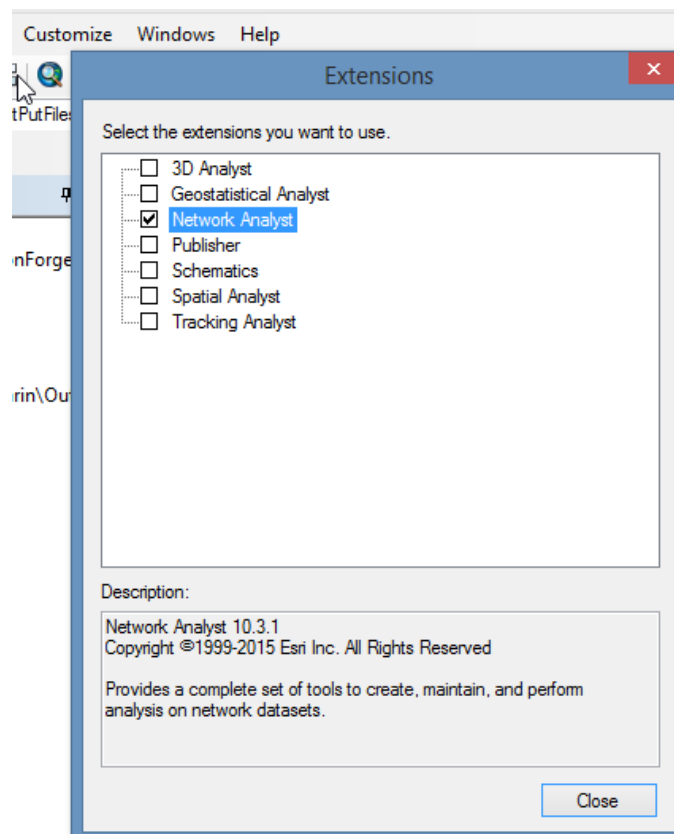 Customize Windows Help
Extensions
tPutFiles
Select the extensions you want to use.
3D Analyst
Geostatistical Analyst
Network Analyst
Publisher
nForge
Schematics
Spatial Analyst
Tracking Analyst
rin\Ou
Description:
Network Analyst 10.3.1
Copyright ©1999-2015 Esri Inc. All Rights Reserved
Provides a complete set of tools to create, maintain, and perform
analysis on network datasets.
Close